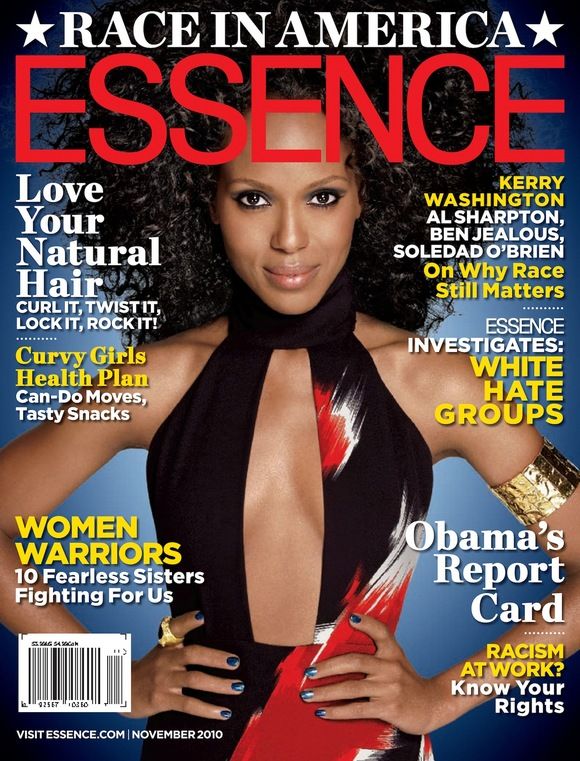 ★RACE IN AMERICA★
ESSENCE
Love
Your
Natural
Hair
CURL IT, TWIST IT,
LOCK IT, ROCK IT!
Curvy Girls
Health Plan
Can-Do Moves,
Tasty Snacks
WOMEN
WARRIORS
10 Fearless Sisters
Fighting For Us
KERRY
WASHINGTON
AL SHARPTON,
BEN JEALOUS,
SOLEDAD O'BRIEN
On Why Race
Still Matters
ESSENCE
INVESTIGATES:
WHITE
HATE
GROUPS
Obama's
Report
Card
RACISM
AT WORK?
Know Your
Rights
VISIT ESSENCE.COM | NOVEMBER 2010